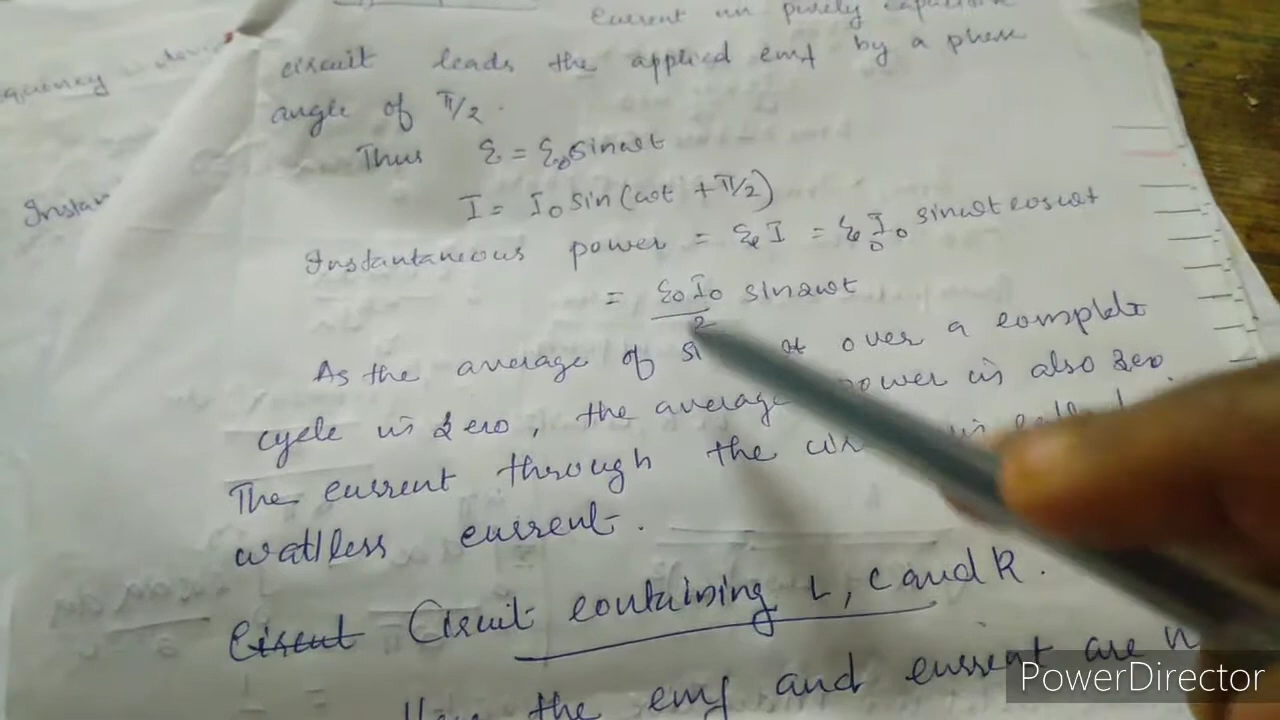 current in purely
circuit leads the applied emf by a phase
angle of π/2.
Thus ε = ε₀ sinωt
I = I₀ sin(ωt + π/2)
Instantaneous power = εI = ε₀I₀ sinωt cosωt
= ε₀I₀/2 sin2ωt
As the average of over a complete
cycle is zero, the average power is also zero.
The current through the is
wattless current.
Circuit containing L, C and R.
the emf and current are
quency
PowerDirector